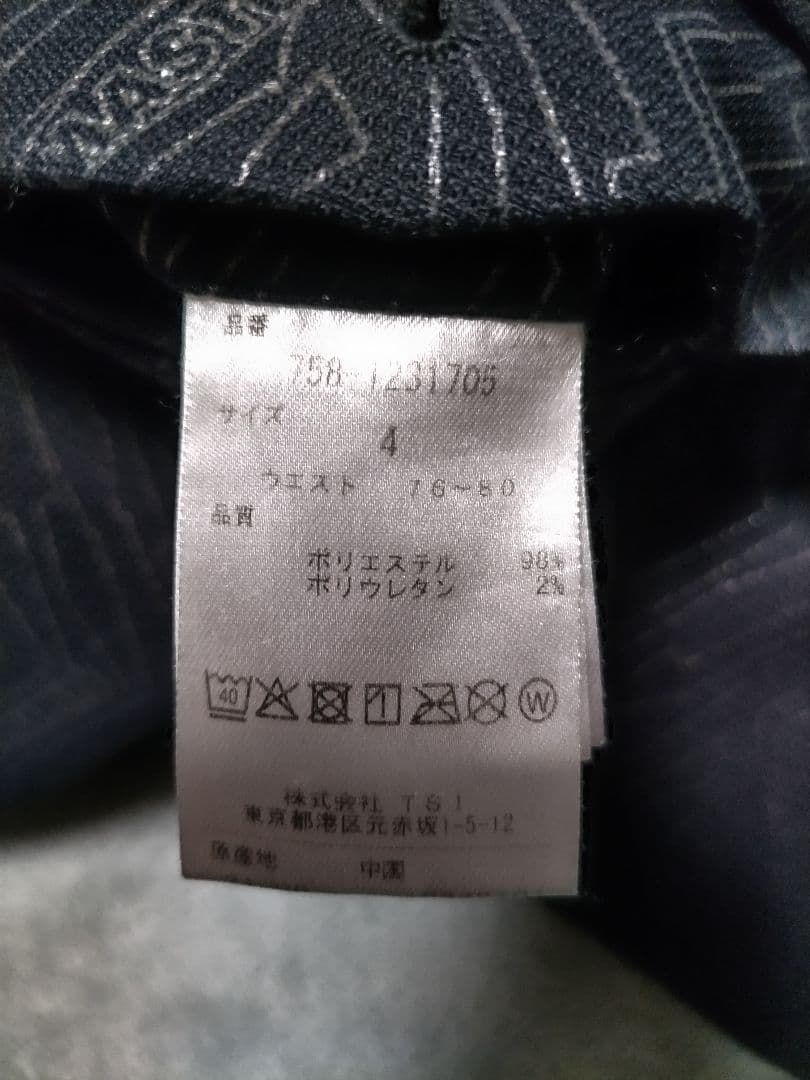 品番
758-1231705
サイズ
4
ウエスト 76~80
品質
ポリエステル 98%
ポリウレタン 2%
40 W
株式会社 TSI
東京都港区元赤坂1-5-12
原産地 中国